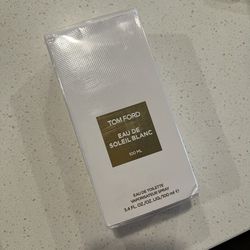 TOM FORD
EAU DE
SOLEIL BLANC
100 ML
EAU DE TOILETTE
VAPORISATEUR SPRAY
3.4 FL.OZ./OZ.LIQ./100 ml ℮